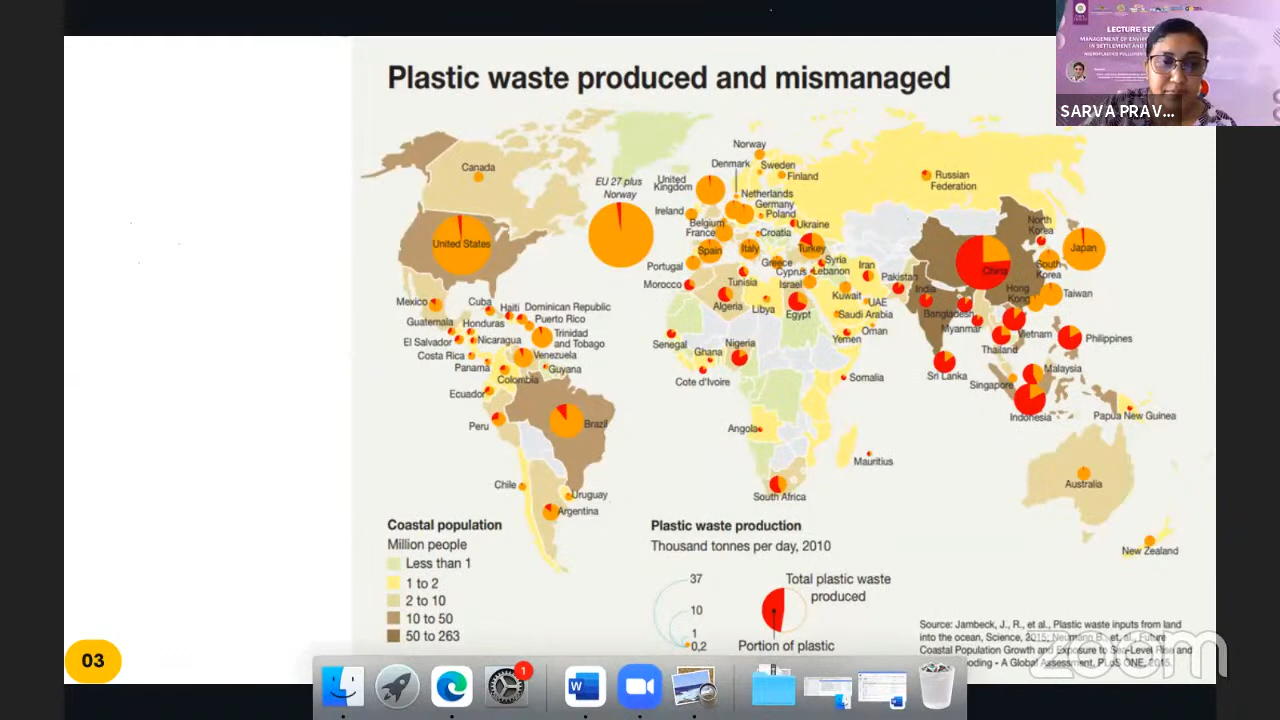 Plastic waste produced and mismanaged
LECTURE SE
MANAGEMENT OF ENVI
IN SETTLEMENT AND
SARVA PRAV...
Norway
Canada
Denmark
Sweden
Finland
EU 27 plus
Norway
United
Kingdom
Russian
Federation
Netherlands
Germany
Ireland
Poland
Belgium
Ukraine
North
Korea
France
Croatia
United States
Spain
Italy
Turkey
Japan
Portugal
Greece
Syria
Iran
China
South
Korea
Cyprus
Lebanon
Morocco
Tunisia
Israel
Pakistan
India
Hong
Kong
Taiwan
Mexico
Cuba
Haiti
Dominican Republic
Algeria
Libya
Egypt
Kuwait
UAE
Puerto Rico
Saudi Arabia
Bangladesh
Guatemala
Honduras
Trinidad
and Tobago
Oman
Myanmar
Vietnam
El Salvador
Nicaragua
Senegal
Ghana
Nigeria
Yemen
Thailand
Philippines
Costa Rica
Venezuela
Panama
Guyana
Colombia
Cote d'Ivoire
Somalia
Sri Lanka
Singapore
Malaysia
Ecuador
Indonesia
Papua New Guinea
Peru
Brazil
Angola
Mauritius
Chile
Uruguay
South Africa
Australia
Argentina
New Zealand
Coastal population
Million people
Less than 1
1 to 2
2 to 10
10 to 50
50 to 263
Plastic waste production
Thousand tonnes per day, 2010
37
10
1
0,2
Total plastic waste
produced
Portion of plastic
Source: Jambeck, J., R., et al., Plastic waste inputs from land
into the ocean, Science, 2015; Neumann B. et. al., Future
Coastal Population Growth and Exposure to Sea-Level Rise and
ooding - A Global Assessment, PLoS ONE, 2015.
zoom
03
1
W